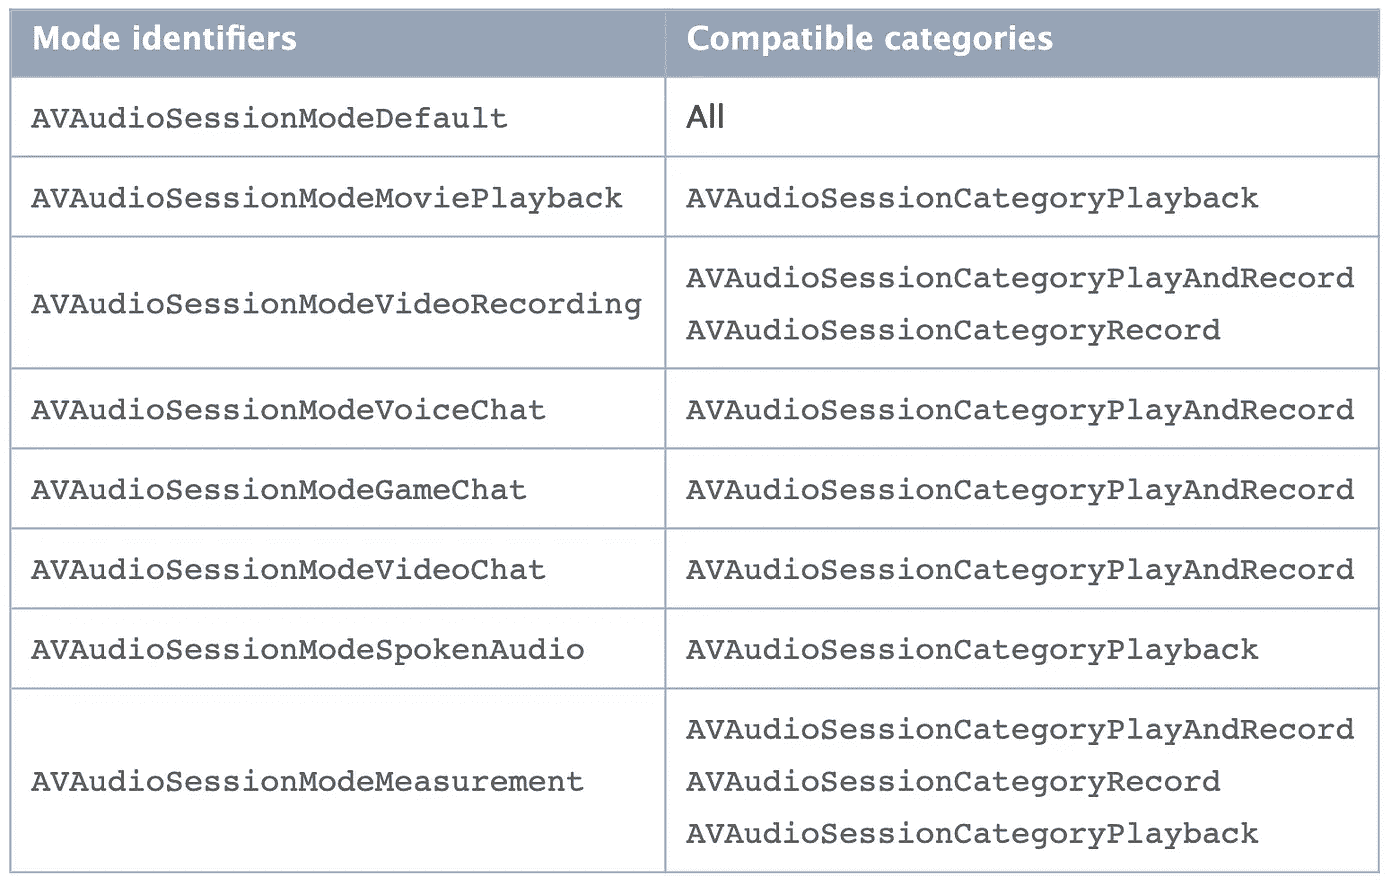 Mode identifiers
Compatible categories
AVAudioSessionModeDefault
All
AVAudioSessionModeMoviePlayback
AVAudioSessionCategoryPlayback
AVAudioSessionModeVideoRecording
AVAudioSessionCategoryPlayAndRecord
AVAudioSessionCategoryRecord
AVAudioSessionModeVoiceChat
AVAudioSessionCategoryPlayAndRecord
AVAudioSessionModeGameChat
AVAudioSessionCategoryPlayAndRecord
AVAudioSessionModeVideoChat
AVAudioSessionCategoryPlayAndRecord
AVAudioSessionModeSpokenAudio
AVAudioSessionCategoryPlayback
AVAudioSessionModeMeasurement
AVAudioSessionCategoryPlayAndRecord
AVAudioSessionCategoryRecord
AVAudioSessionCategoryPlayback